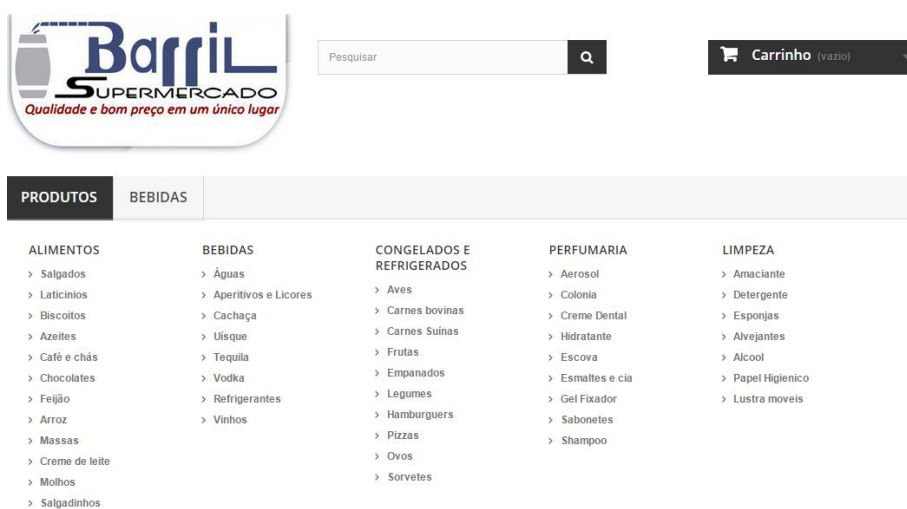 Barril
SUPERMERCADO
Qualidade e bom preço em um único lugar
Pesquisar
Carrinho (vazio)
PRODUTOS
BEBIDAS
ALIMENTOS
Salgados
Laticínios
Biscoitos
Azeites
Café e chás
Chocolates
Feijão
Arroz
Massas
Creme de leite
Molhos
Salgadinhos
BEBIDAS
Águas
Aperitivos e Licores
Cachaça
Uísque
Tequila
Vodka
Refrigerantes
Vinhos
CONGELADOS E
REFRIGERADOS
Aves
Carnes bovinas
Carnes Suínas
Frutas
Empanados
Legumes
Hamburguers
Pizzas
Ovos
Sorvetes
PERFUMARIA
Aerosol
Colonia
Creme Dental
Hidratante
Escova
Esmaltes e cia
Gel Fixador
Sabonetes
Shampoo
LIMPEZA
Amaciante
Detergente
Esponjas
Alvejantes
Alcool
Papel Higienico
Lustra moveis